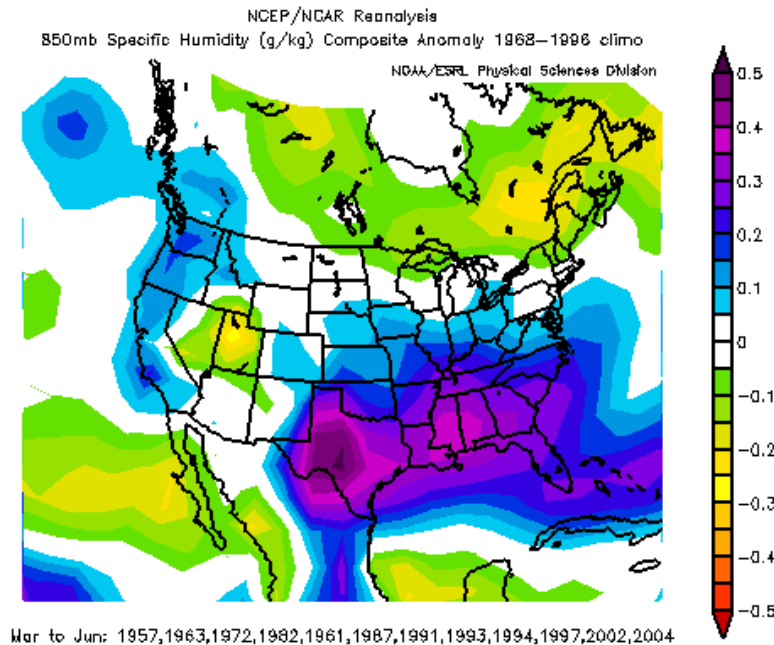 NCEP/NCAR Reanalysis
850mb Specific Humidity (g/kg) Composite Anomaly 1968-1996 climo
NOAA/ESRL Physical Sciences Division
0.5
0.4
0.3
0.2
0.1
0
-0.1
-0.2
-0.3
-0.4
-0.5
Mar to Jun: 1957,1963,1972,1982,1961,1987,1991,1993,1994,1997,2002,2004